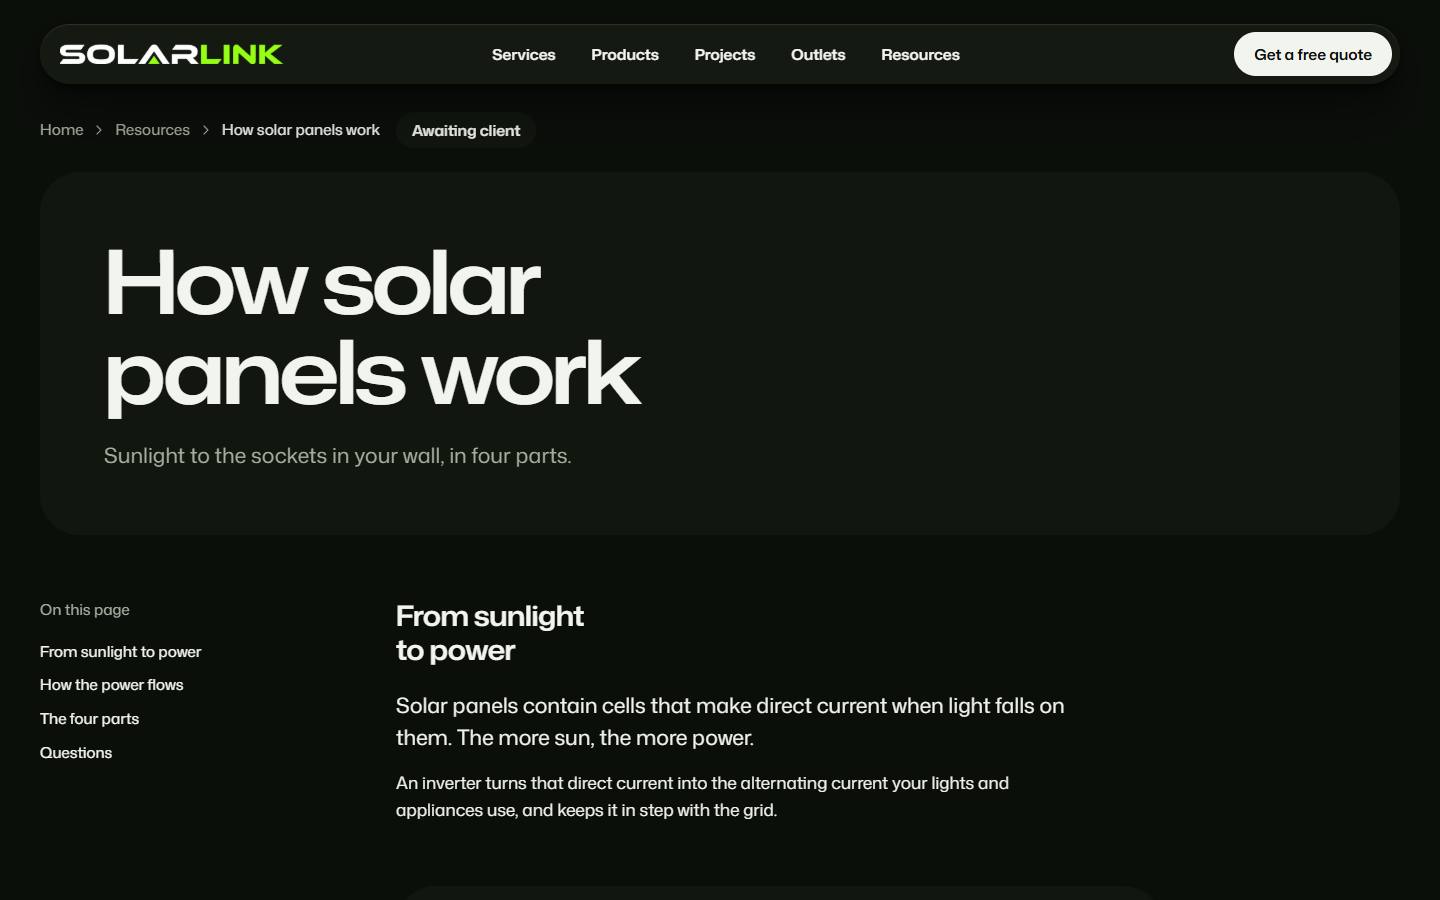 SOLARLINK
Services
Products
Projects
Outlets
Resources
Get a free quote
Home
Resources
How solar panels work
Awaiting client
How solar
panels work
Sunlight to the sockets in your wall, in four parts.
On this page
From sunlight to power
How the power flows
The four parts
Questions
From sunlight
to power
Solar panels contain cells that make direct current when light falls on
them. The more sun, the more power.
An inverter turns that direct current into the alternating current your lights and
appliances use, and keeps it in step with the grid.